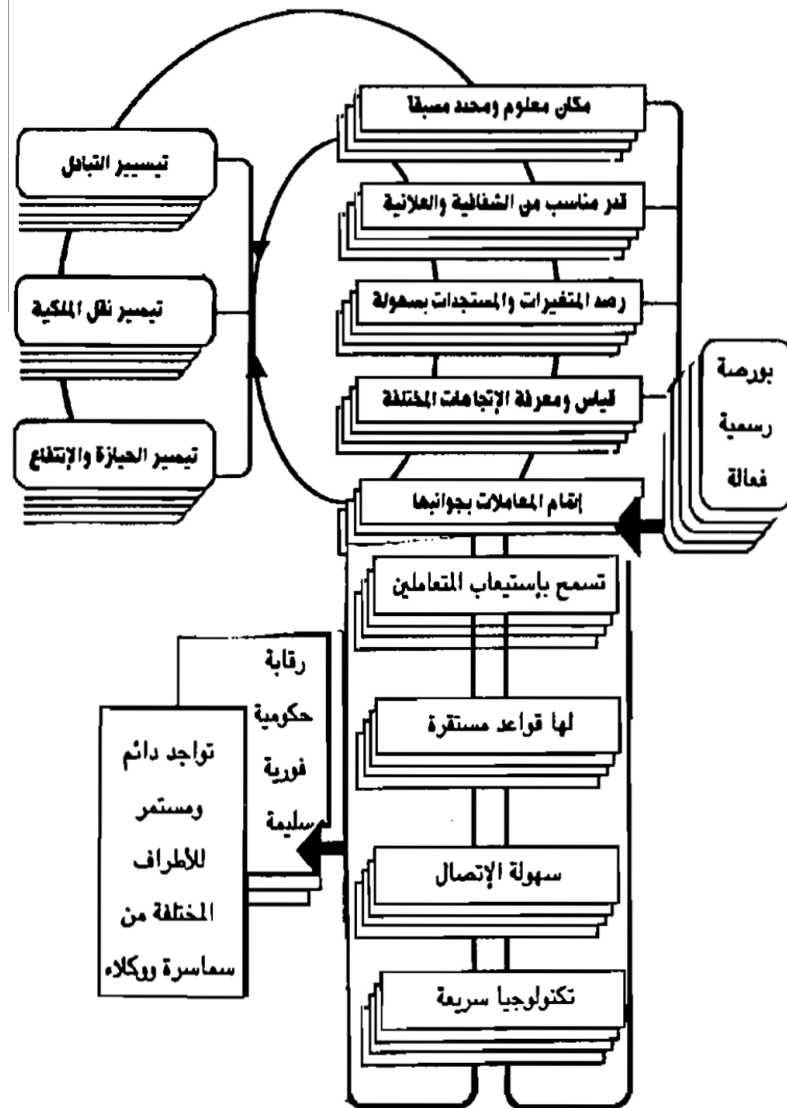 مكان معلوم ومحدد مسبقا
قدر مناسب من الشفافية والعلانية
رصد المتغيرات والمستجدات بسهولة
قياس ومعرفة الإتجاهات المختلفة
إتمام المعاملات بجوانبها
بورصة
رسمية
فعالة
تيسيير التبادل
تيسير نقل الملكية
تيسير الحيازة والإنتفاع
تسمح بإستيعاب المتعاملين
لها قواعد مستقرة
سهولة الإتصال
تكنولوجيا سريعة
رقابة
حكومية
فورية
سليمة
تواجد دائم
ومستمر
للأطراف
المختلفة من
سماسرة ووكلاء